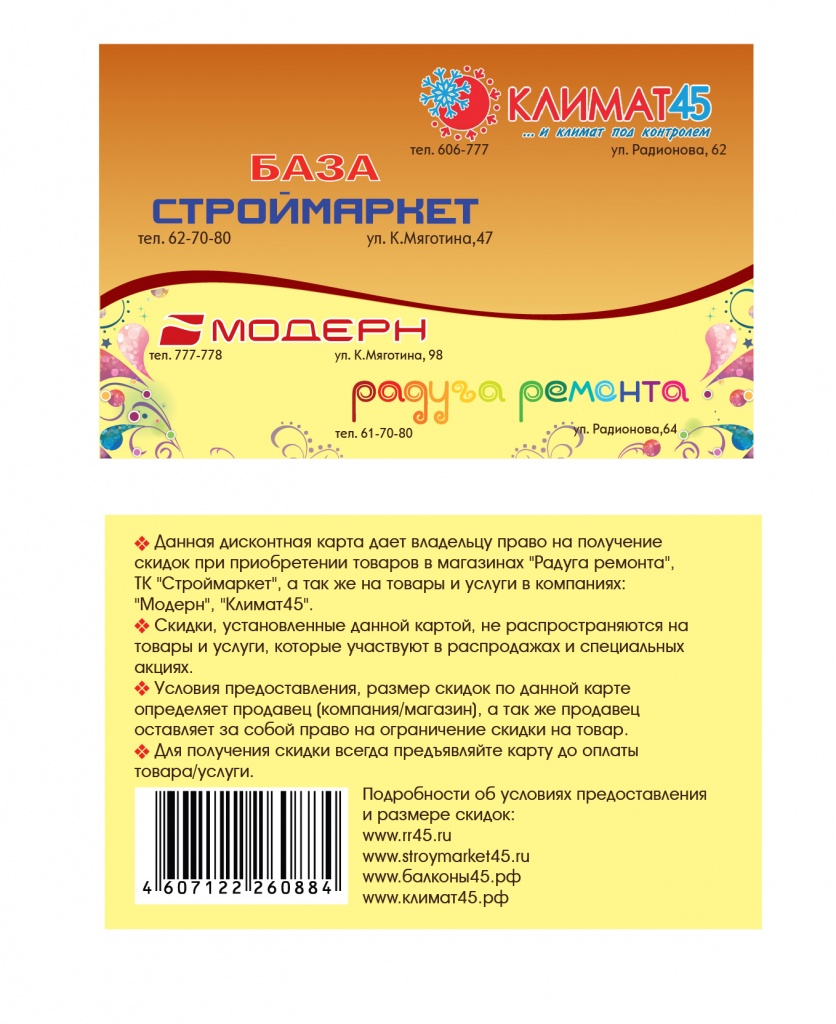 КЛИМАТ45
... и климат под контролем
тел. 606-777 ул. Радионова, 62
БАЗА
СТРОЙМАРКЕТ
тел. 62-70-80 ул. К.Мяготина,47
МОДЕРН
тел. 777-778 ул. К.Мяготина, 98
радуга ремонта
тел. 61-70-80 ул. Радионова,64
Данная дисконтная карта дает владельцу право на получение
скидок при приобретении товаров в магазинах "Радуга ремонта",
ТК "Строймаркет", а так же на товары и услуги в компаниях:
"Модерн", "Климат45".
Скидки, установленные данной картой, не распространяются на
товары и услуги, которые участвуют в распродажах и специальных
акциях.
Условия предоставления, размер скидок по данной карте
определяет продавец (компания/магазин), а так же продавец
оставляет за собой право на ограничение скидки на товар.
Для получения скидки всегда предъявляйте карту до оплаты
товара/услуги.
Подробности об условиях предоставления
и размере скидок:
www.rr45.ru
www.stroymarket45.ru
www.балконы45.рф
www.климат45.рф
4 607122 260884